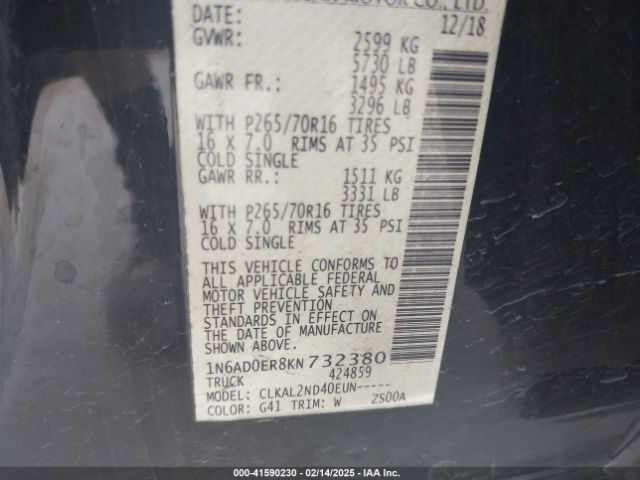 MOTOR CO., LTD.
DATE: 12/18
GVWR: 2599 KG
5730 LB
GAWR FR.: 1495 KG
3296 LB
WITH P265/70R16 TIRES
16 X 7.0 RIMS AT 35 PSI
COLD SINGLE
GAWR RR.: 1511 KG
3331 LB
WITH P265/70R16 TIRES
16 X 7.0 RIMS AT 35 PSI
COLD SINGLE
THIS VEHICLE CONFORMS TO
ALL APPLICABLE FEDERAL
MOTOR VEHICLE SAFETY AND
THEFT PREVENTION
STANDARDS IN EFFECT ON
THE DATE OF MANUFACTURE
SHOWN ABOVE.
1N6AD0ER8KN732380
TRUCK 424859
MODEL: CLKAL2ND40EUN-----
COLOR: G41 TRIM: W ZS00A
000-41590230 - 02/14/2025 - IAA Inc.